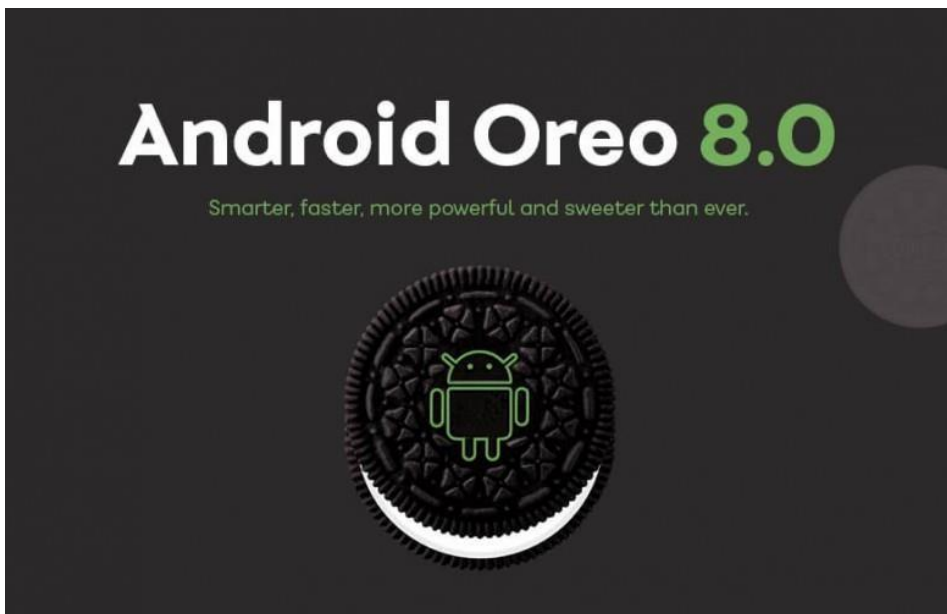 Android Oreo 8.0
Smarter, faster, more powerful and sweeter than ever.